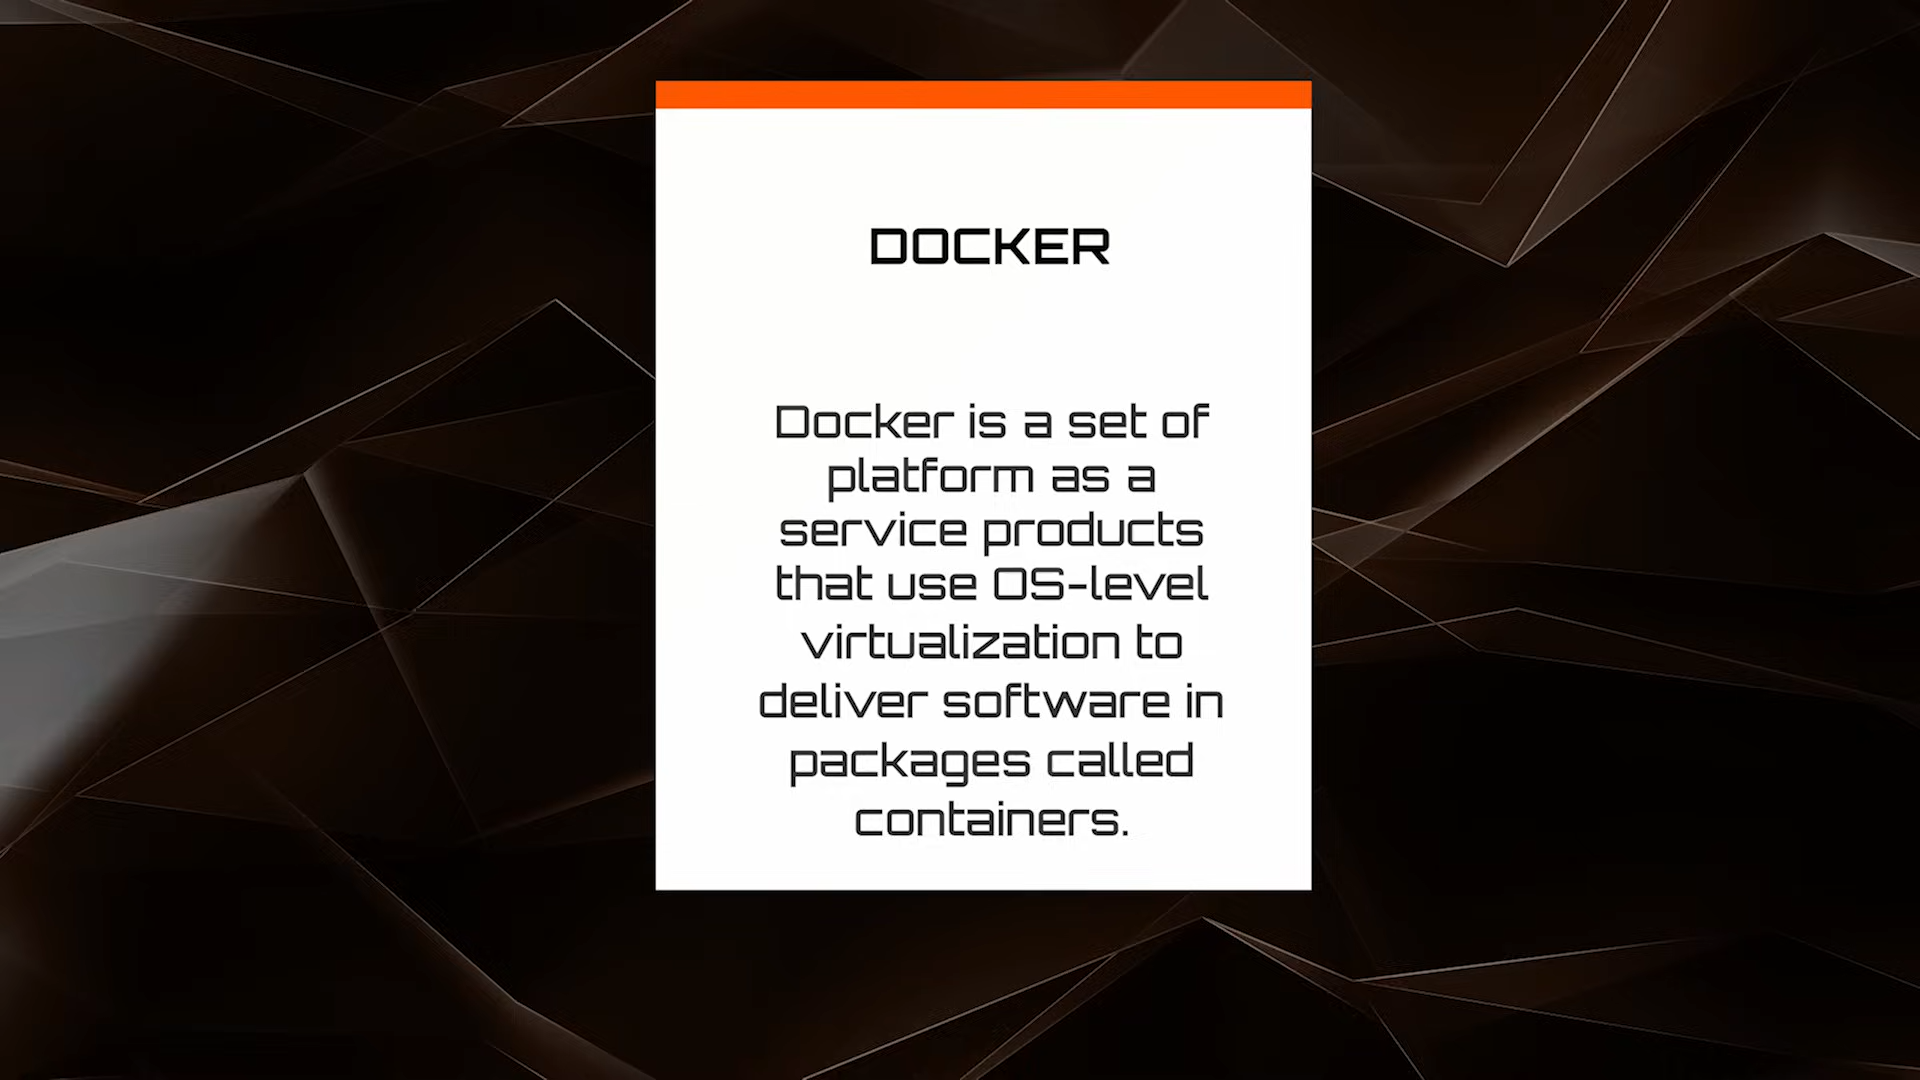 DOCKER
Docker is a set of
platform as a
service products
that use OS-level
virtualization to
deliver software in
packages called
containers.